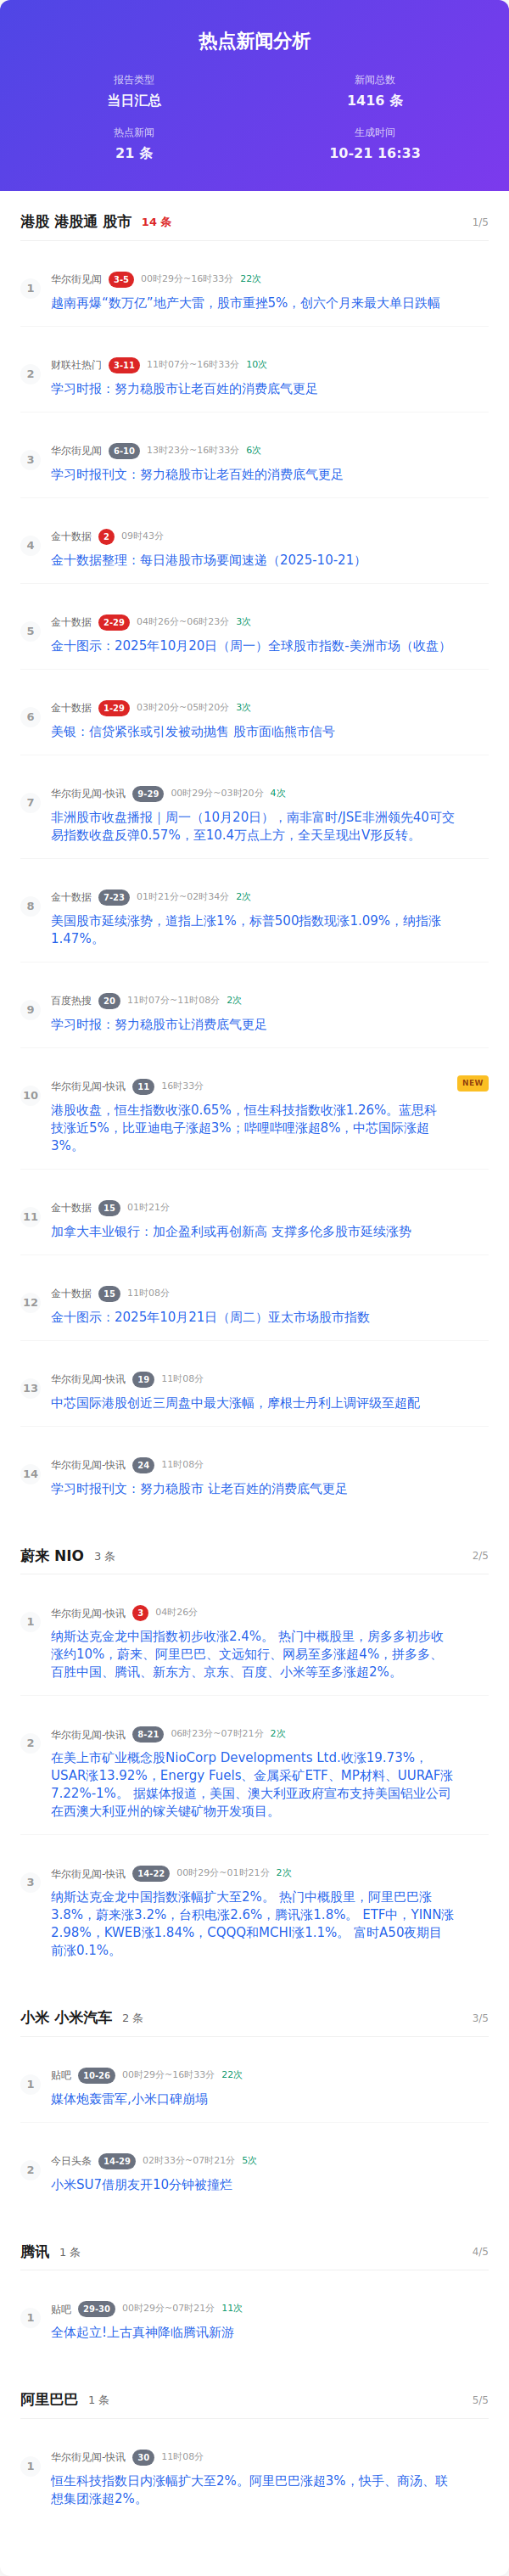 热点新闻分析
报告类型
当日汇总
新闻总数
1416 条
热点新闻
21 条
生成时间
10-21 16:33
港股 港股通 股市 14 条 1/5
1
华尔街见闻 3-5 00时29分~16时33分 22次
越南再爆“数万亿”地产大雷，股市重挫5%，创六个月来最大单日跌幅
2
财联社热门 3-11 11时07分~16时33分 10次
学习时报：努力稳股市让老百姓的消费底气更足
3
华尔街见闻 6-10 13时23分~16时33分 6次
学习时报刊文：努力稳股市让老百姓的消费底气更足
4
金十数据 2 09时43分
金十数据整理：每日港股市场要闻速递（2025-10-21）
5
金十数据 2-29 04时26分~06时23分 3次
金十图示：2025年10月20日（周一）全球股市指数-美洲市场（收盘）
6
金十数据 1-29 03时20分~05时20分 3次
美银：信贷紧张或引发被动抛售 股市面临熊市信号
7
华尔街见闻-快讯 9-29 00时29分~03时20分 4次
非洲股市收盘播报｜周一（10月20日），南非富时/JSE非洲领先40可交
易指数收盘反弹0.57%，至10.4万点上方，全天呈现出V形反转。
8
金十数据 7-23 01时21分~02时34分 2次
美国股市延续涨势，道指上涨1%，标普500指数现涨1.09%，纳指涨
1.47%。
9
百度热搜 20 11时07分~11时08分 2次
学习时报：努力稳股市让消费底气更足
10
华尔街见闻-快讯 11 16时33分 NEW
港股收盘，恒生指数收涨0.65%，恒生科技指数收涨1.26%。蓝思科
技涨近5%，比亚迪电子涨超3%；哔哩哔哩涨超8%，中芯国际涨超
3%。
11
金十数据 15 01时21分
加拿大丰业银行：加企盈利或再创新高 支撑多伦多股市延续涨势
12
金十数据 15 11时08分
金十图示：2025年10月21日（周二）亚太市场股市指数
13
华尔街见闻-快讯 19 11时08分
中芯国际港股创近三周盘中最大涨幅，摩根士丹利上调评级至超配
14
华尔街见闻-快讯 24 11时08分
学习时报刊文：努力稳股市 让老百姓的消费底气更足
蔚来 NIO 3 条 2/5
1
华尔街见闻-快讯 3 04时26分
纳斯达克金龙中国指数初步收涨2.4%。 热门中概股里，房多多初步收
涨约10%，蔚来、阿里巴巴、文远知行、网易至多涨超4%，拼多多、
百胜中国、腾讯、新东方、京东、百度、小米等至多涨超2%。
2
华尔街见闻-快讯 8-21 06时23分~07时21分 2次
在美上市矿业概念股NioCorp Developments Ltd.收涨19.73%，
USAR涨13.92%，Energy Fuels、金属采矿ETF、MP材料、UURAF涨
7.22%-1%。 据媒体报道，美国、澳大利亚政府宣布支持美国铝业公司
在西澳大利亚州的镓关键矿物开发项目。
3
华尔街见闻-快讯 14-22 00时29分~01时21分 2次
纳斯达克金龙中国指数涨幅扩大至2%。 热门中概股里，阿里巴巴涨
3.8%，蔚来涨3.2%，台积电涨2.6%，腾讯涨1.8%。 ETF中，YINN涨
2.98%，KWEB涨1.84%，CQQQ和MCHI涨1.1%。 富时A50夜期目
前涨0.1%。
小米 小米汽车 2 条 3/5
1
贴吧 10-26 00时29分~16时33分 22次
媒体炮轰雷军,小米口碑崩塌
2
今日头条 14-29 02时33分~07时21分 5次
小米SU7借朋友开10分钟被撞烂
腾讯 1 条 4/5
1
贴吧 29-30 00时29分~07时21分 11次
全体起立!上古真神降临腾讯新游
阿里巴巴 1 条 5/5
1
华尔街见闻-快讯 30 11时08分
恒生科技指数日内涨幅扩大至2%。阿里巴巴涨超3%，快手、商汤、联
想集团涨超2%。